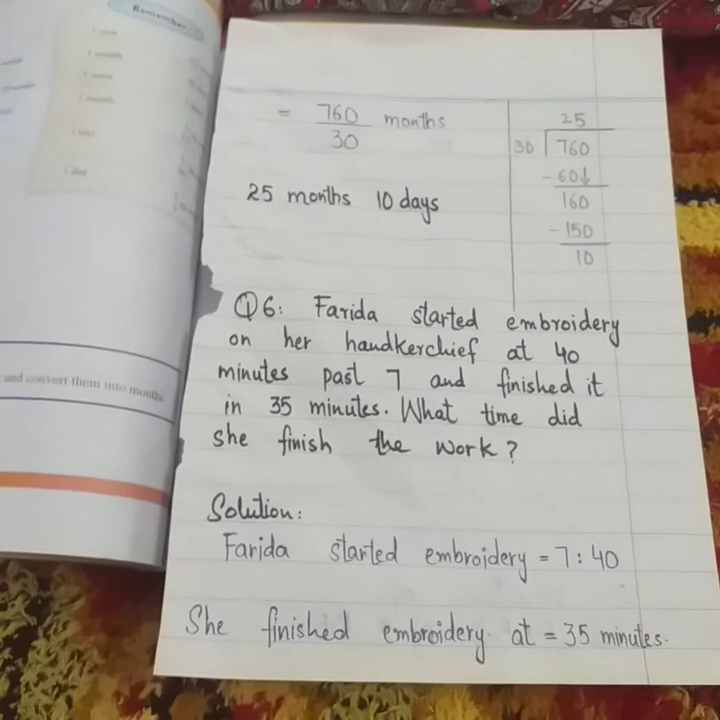 Remember
= 760/30 months
25
30 760
- 60↓
160
- 150
10
25 months 10 days
Q6: Farida started embroidery
on her handkerchief at 40
minutes past 7 and finished it
in 35 minutes. What time did
she finish the work?
and convert them into months.
Solution:
Farida started embroidery = 7:40
She finished embroidery at = 35 minutes.